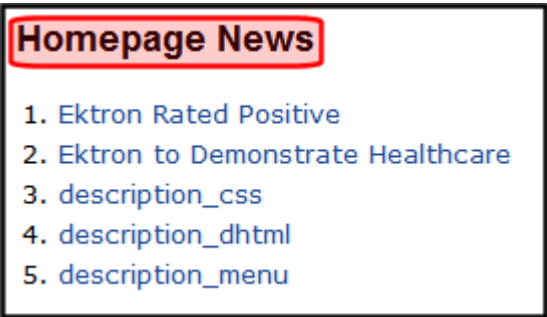 Homepage News
1. Ektron Rated Positive
2. Ektron to Demonstrate Healthcare
3. description_css
4. description_dhtml
5. description_menu